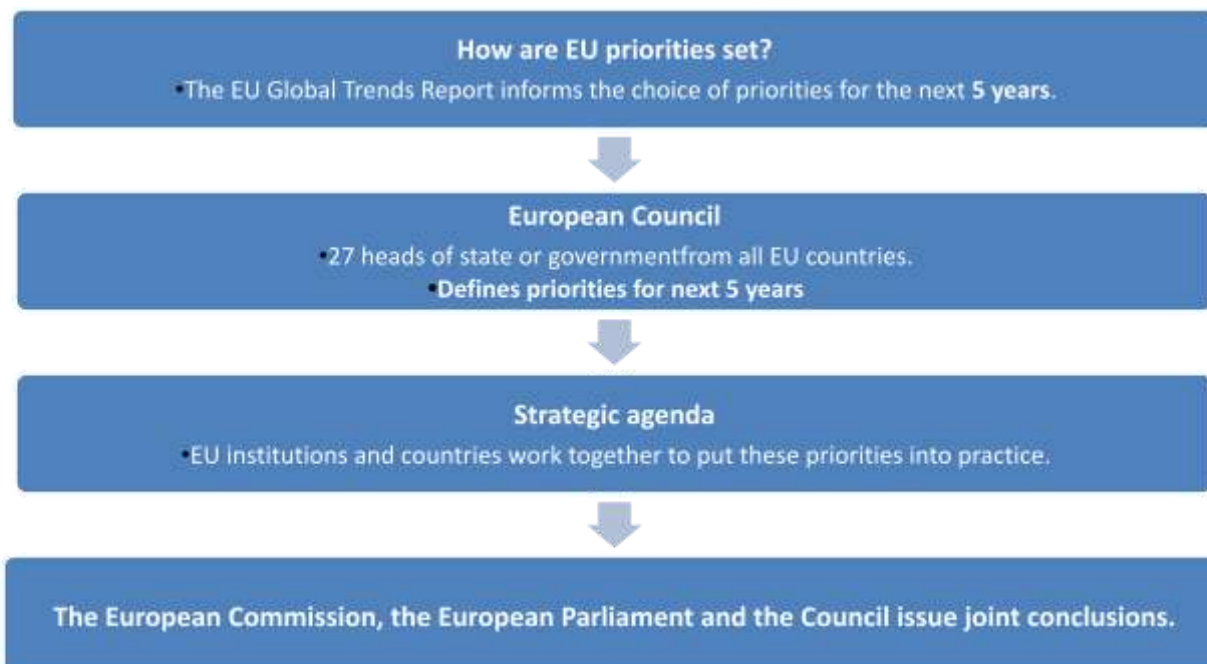 How are EU priorities set?
•The EU Global Trends Report informs the choice of priorities for the next 5 years.
European Council
•27 heads of state or governmentfrom all EU countries.
•Defines priorities for next 5 years
Strategic agenda
•EU institutions and countries work together to put these priorities into practice.
The European Commission, the European Parliament and the Council issue joint conclusions.